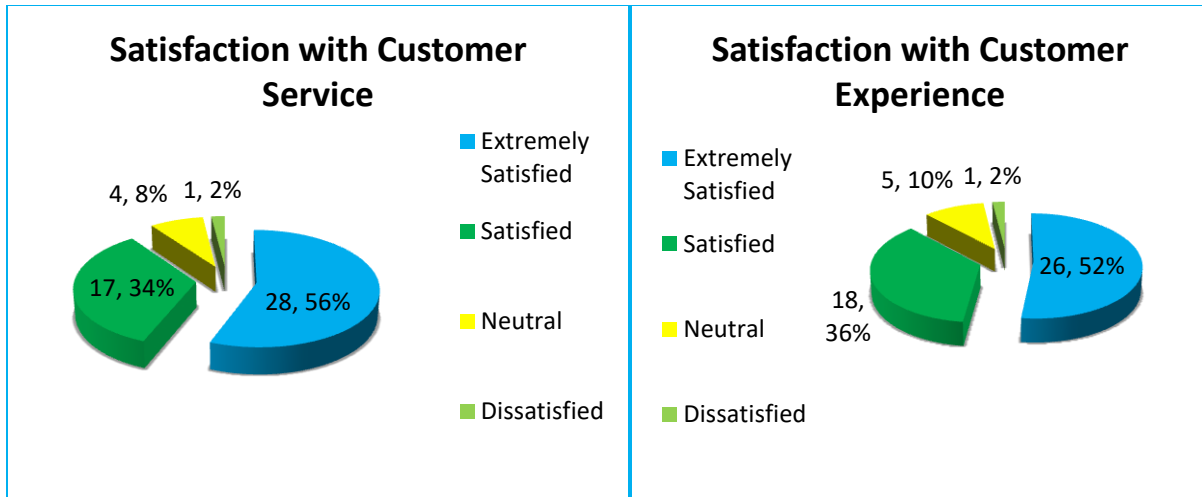 Satisfaction with Customer
Service
4, 8%
1, 2%
17, 34%
28, 56%
Extremely
Satisfied
Satisfied
Neutral
Dissatisfied
Satisfaction with Customer
Experience
Extremely
Satisfied
Satisfied
Neutral
Dissatisfied
5, 10%
1, 2%
26, 52%
18,
36%